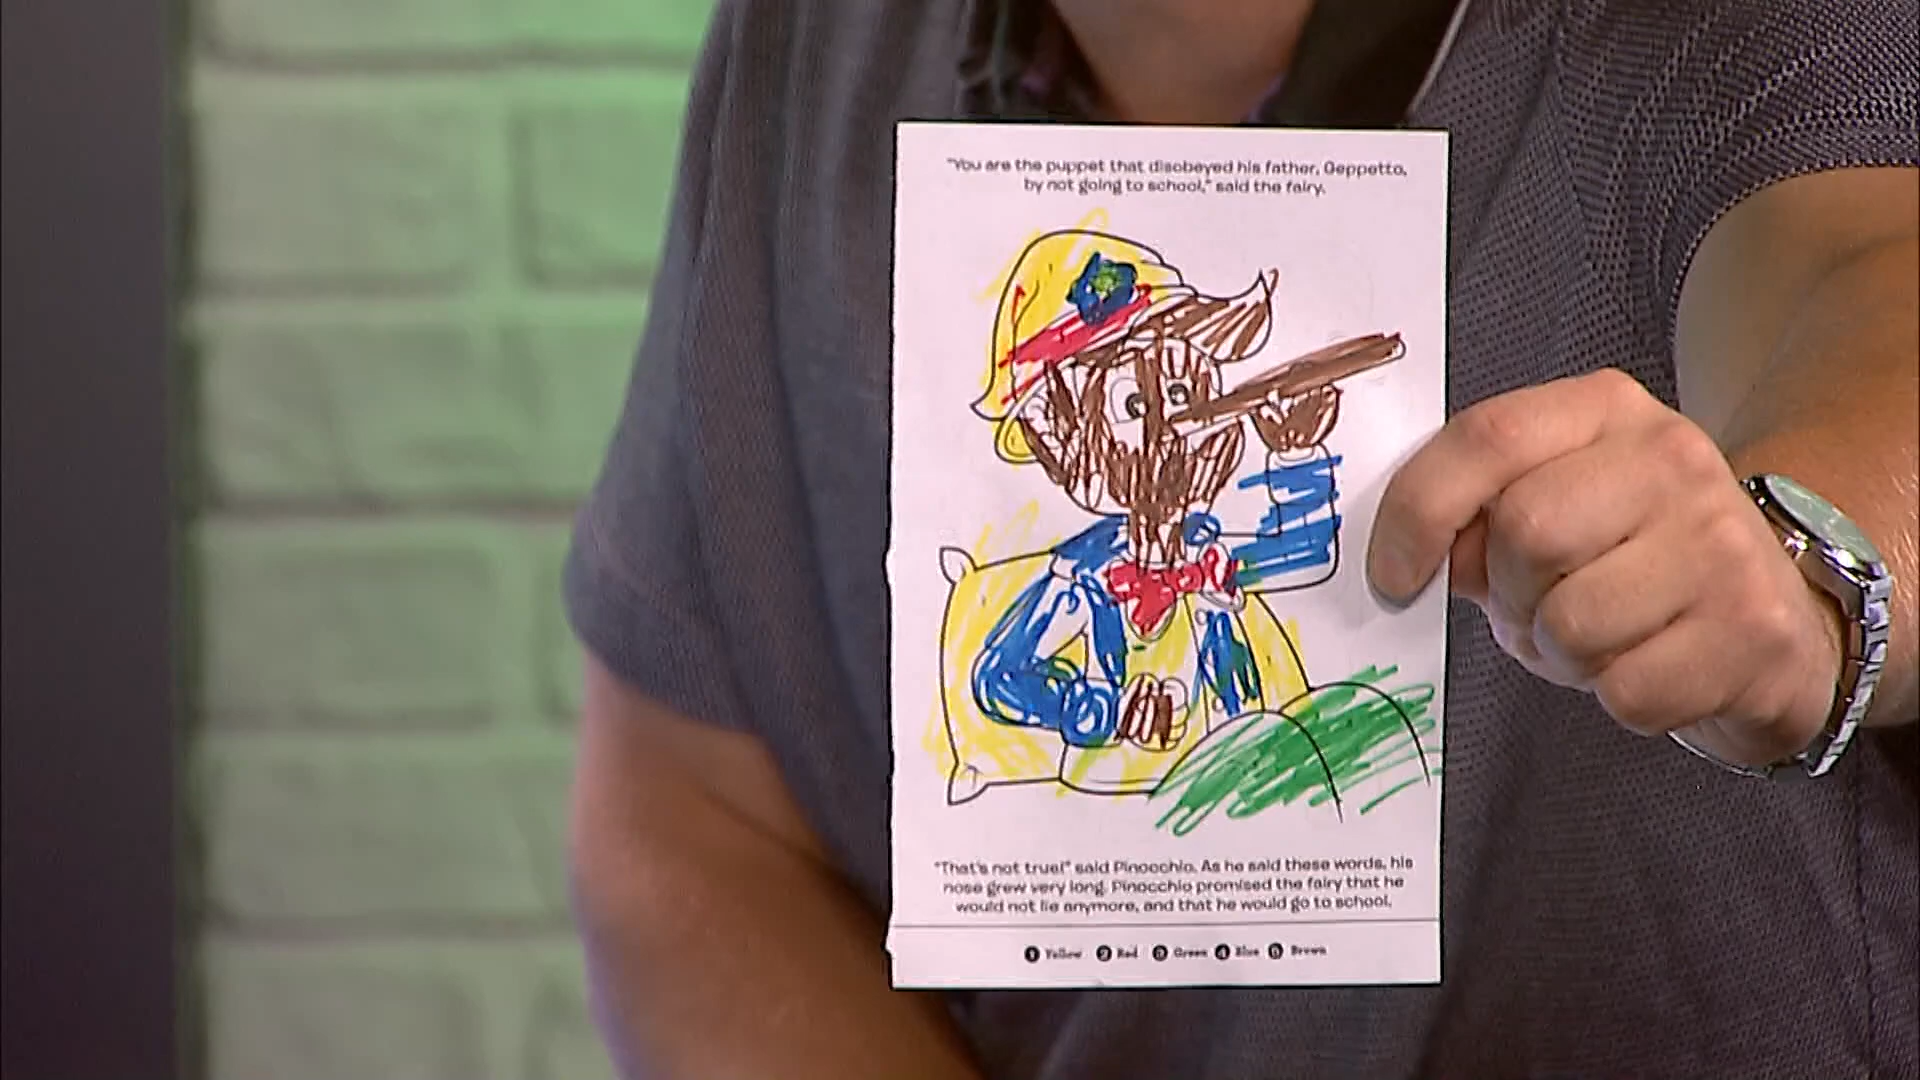 "You are the puppet that disobeyed his father, Geppetto,
by not going to school," said the fairy.
"That's not true!" said Pinocchio. As he said these words, his
nose grew very long. Pinocchio promised the fairy that he
would not lie anymore, and that he would go to school.
1 Yellow 2 Red 3 Green 4 Blue 5 Brown